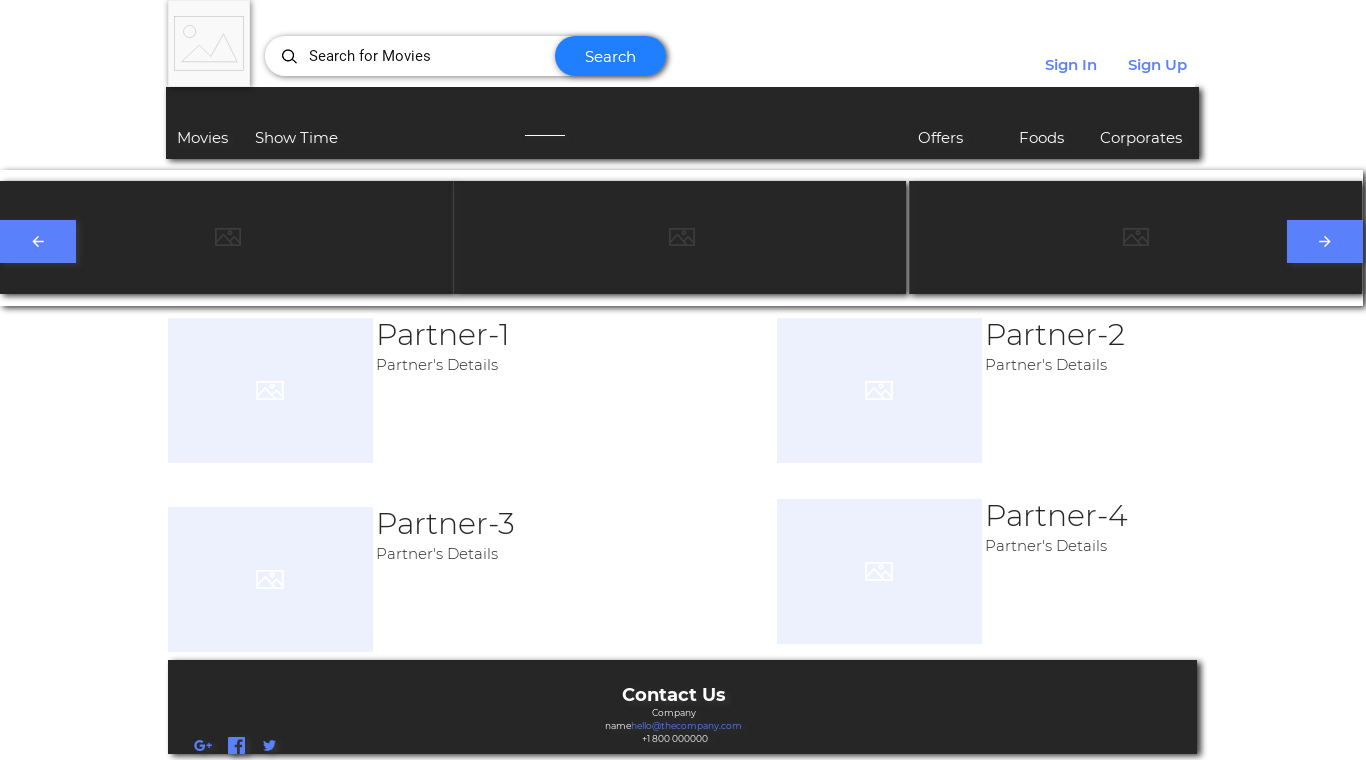 Search for Movies
Search
Sign In
Sign Up
Movies
Show Time
Offers
Foods
Corporates
Partner-1
Partner's Details
Partner-2
Partner's Details
Partner-3
Partner's Details
Partner-4
Partner's Details
Contact Us
Company
namehello@thecompany.com
+1 800 000000